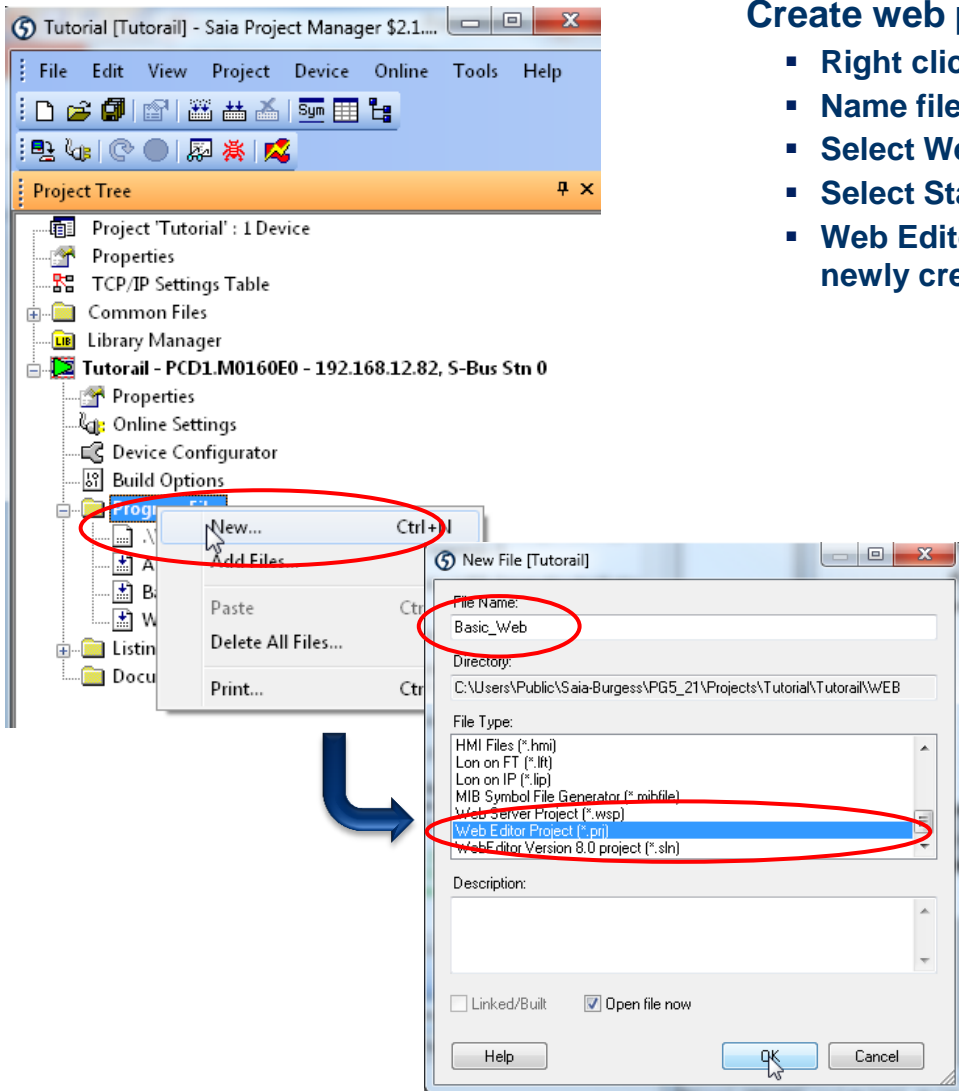 Tutorial [Tutorail] - Saia Project Manager $2.1....
File Edit View Project Device Online Tools Help
Sym
Project Tree
Project 'Tutorial' : 1 Device
Properties
TCP/IP Settings Table
Common Files
LIB Library Manager
Tutorail - PCD1.M0160E0 - 192.168.12.82, S-Bus Stn 0
Properties
Online Settings
Device Configurator
Build Options
New... Ctrl+N
Add Files...
Paste
Delete All Files...
Print...
Create web
Right
Name file
Select
Select
Web
newly
New File [Tutorail]
File Name:
Basic_Web
Directory:
C:\Users\Public\Saia-Burgess\PG5_21\Projects\Tutorial\Tutorail\WEB
File Type:
HMI Files (*.hmi)
Lon on FT (*.lft)
Lon on IP (*.lip)
MIB Symbol File Generator (*.mibfile)
Web Server Project (*.wsp)
Web Editor Project (*.prj)
WebEditor Version 8.0 project (*.sln)
Description:
Linked/Built Open file now
Help OK Cancel